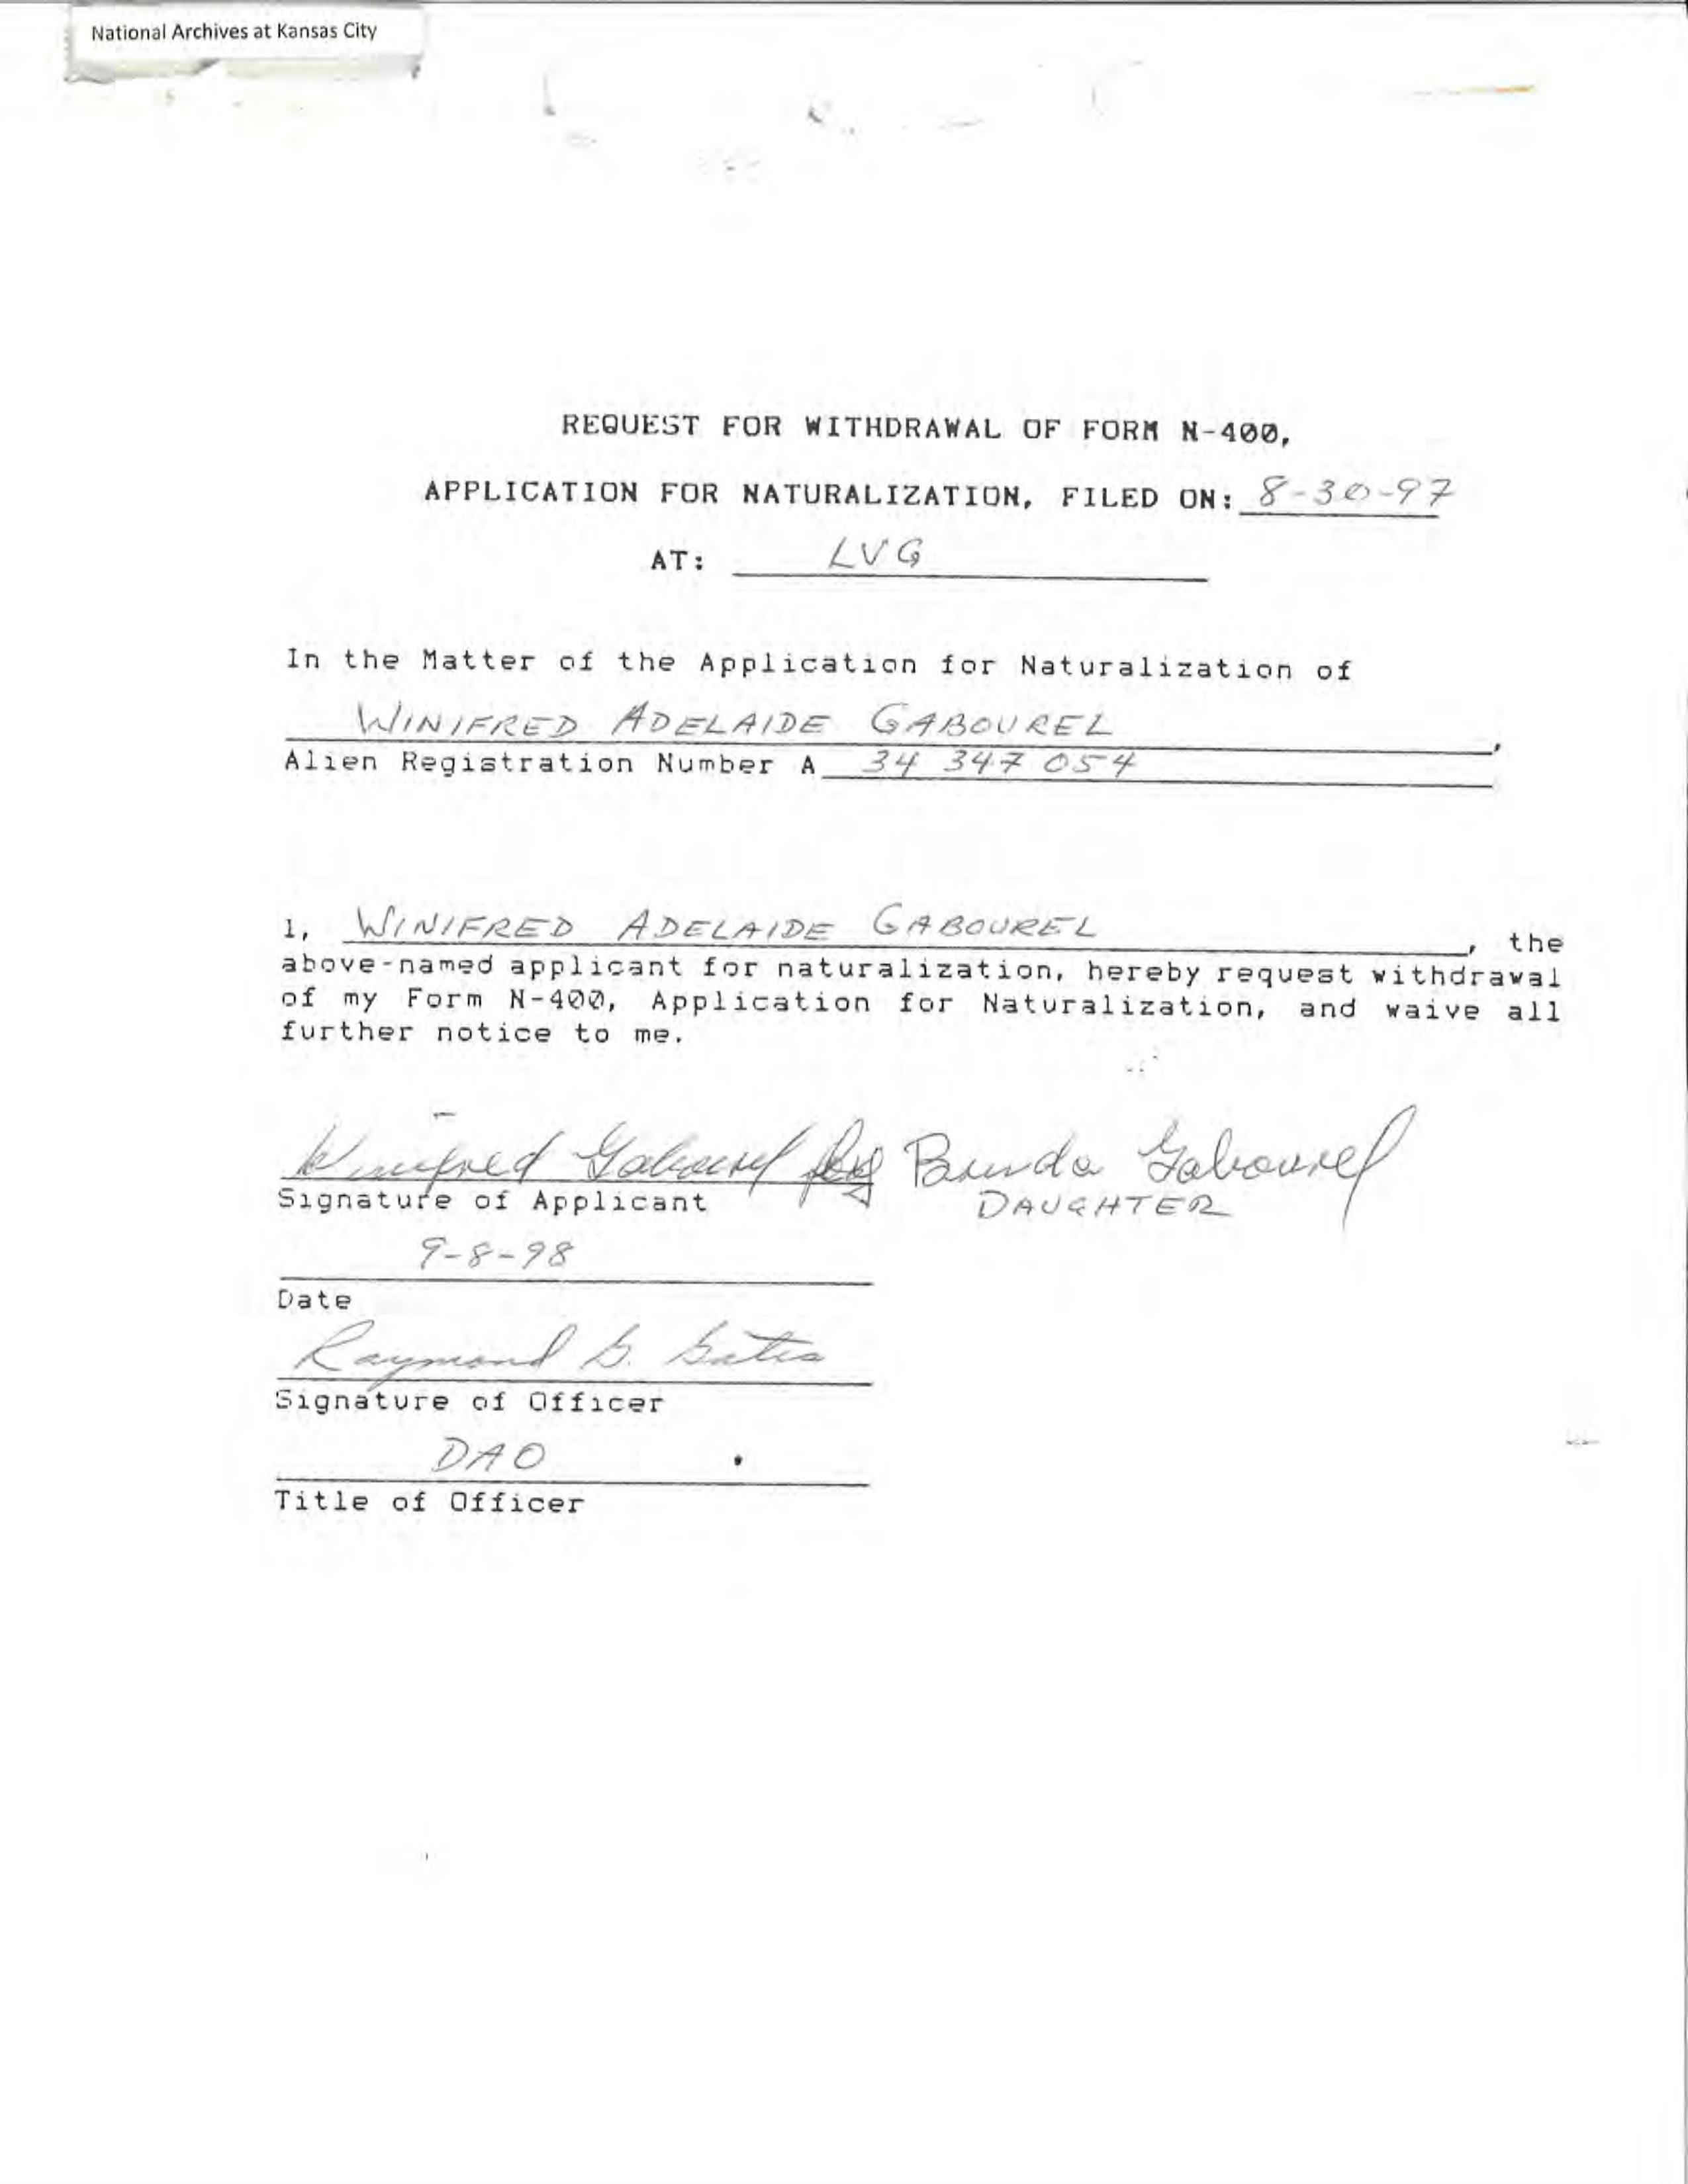 National Archives at Kansas City
REQUEST FOR WITHDRAWAL OF FORM N-400,
APPLICATION FOR NATURALIZATION, FILED ON: 8-30-97
AT: LVG
In the Matter of the Application for Naturalization of
WINIFRED ADELAIDE GABOUREL,
Alien Registration Number A 34 347 054
I, WINIFRED ADELAIDE GABOUREL, the
above-named applicant for naturalization, hereby request withdrawal
of my Form N-400, Application for Naturalization, and waive all
further notice to me.
Winifred Gabourel by Brenda Gabourel
Signature of Applicant DAUGHTER
9-8-98
Date
Raymond G. Gates
Signature of Officer
DAO
Title of Officer